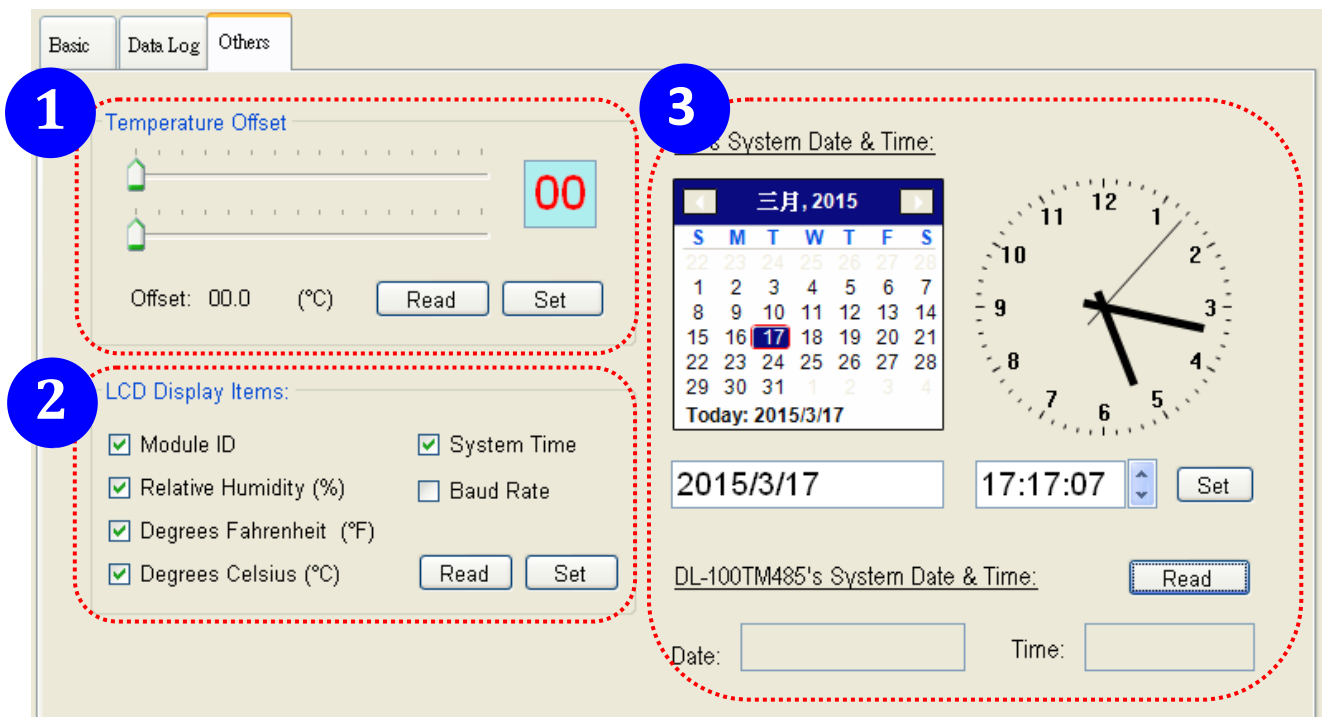 Basic Data Log Others
1
Temperature Offset
00
Offset: 00.0 (°C) Read Set
2
LCD Display Items:
Module ID System Time
Relative Humidity (%) Baud Rate
Degrees Fahrenheit (°F)
Degrees Celsius (°C) Read Set
3
s System Date & Time:
三月, 2015
S M T W T F S
22 23 24 25 26 27 28
1 2 3 4 5 6 7
8 9 10 11 12 13 14
15 16 17 18 19 20 21
22 23 24 25 26 27 28
29 30 31 1 2 3 4
Today: 2015/3/17
12
1
2
3
4
5
6
7
8
9
10
11
2015/3/17 17:17:07 Set
DL-100TM485's System Date & Time: Read
Date: Time: